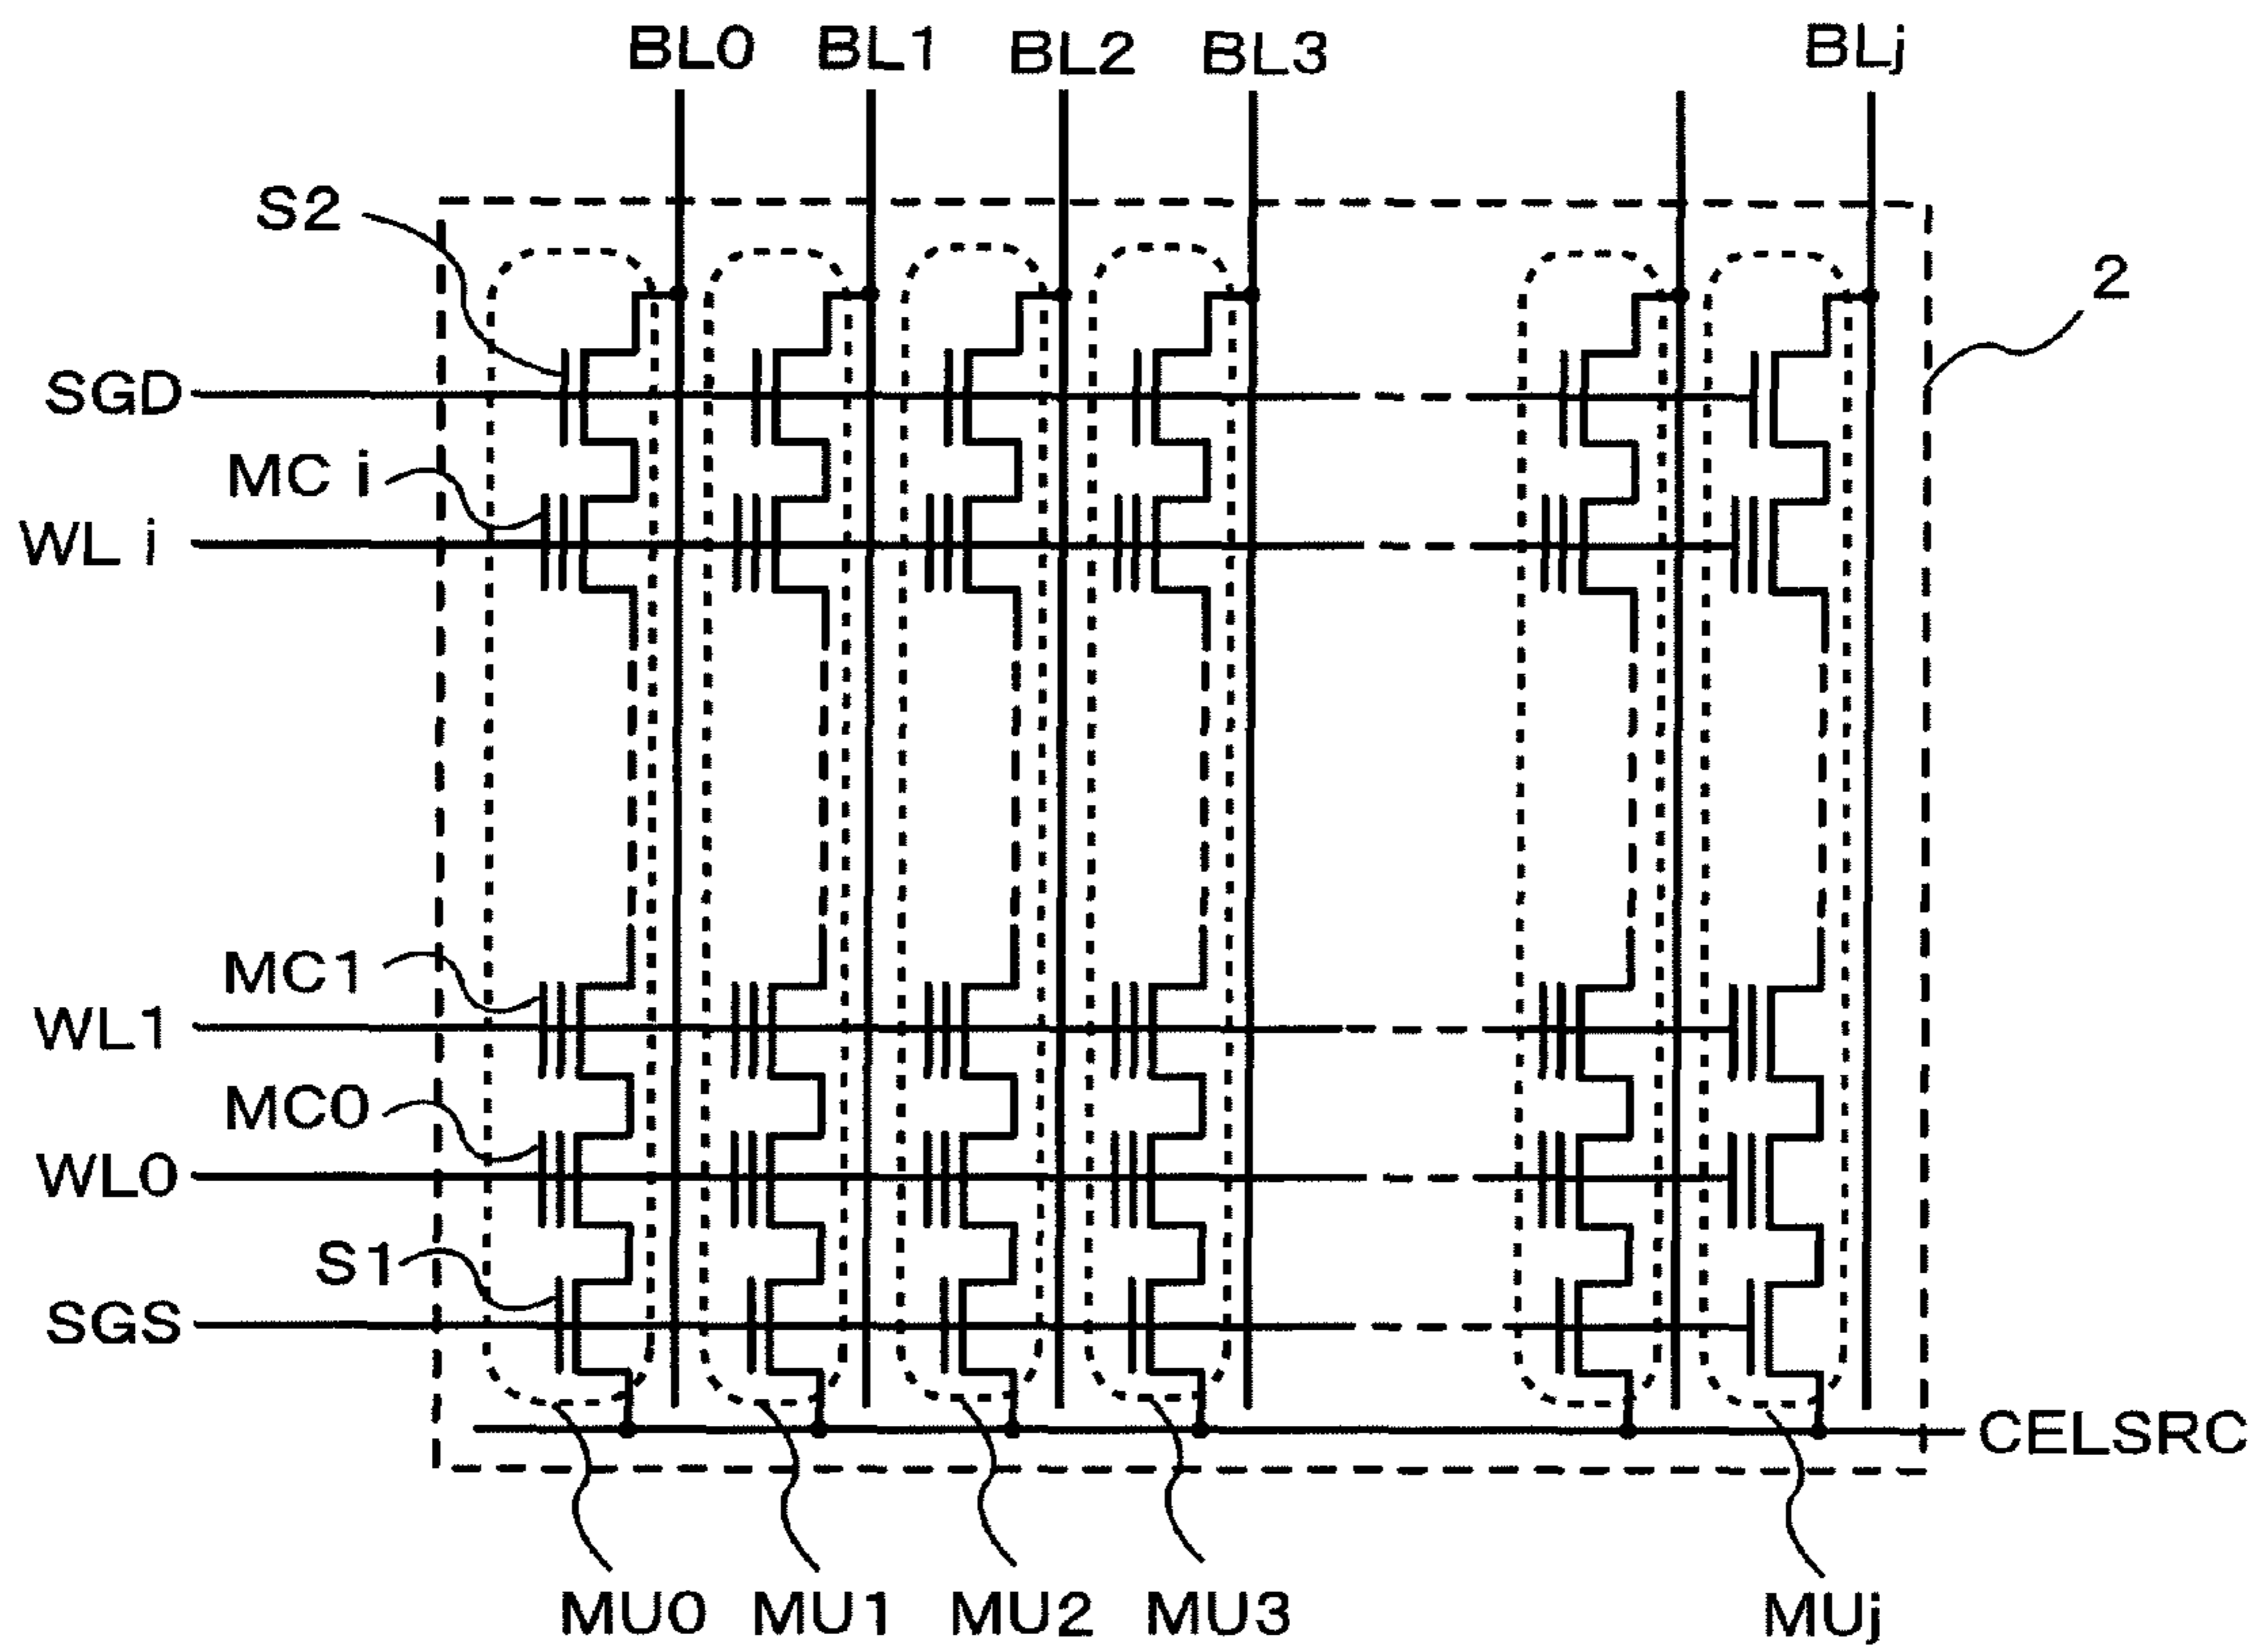 BL0 BL1 BL2 BL3 BLj
S2
2
SGD
MC i
WL i
MC1
WL1
MC0
WL0
S1
SGS
CELSRC
MU0 MU1 MU2 MU3 MUj